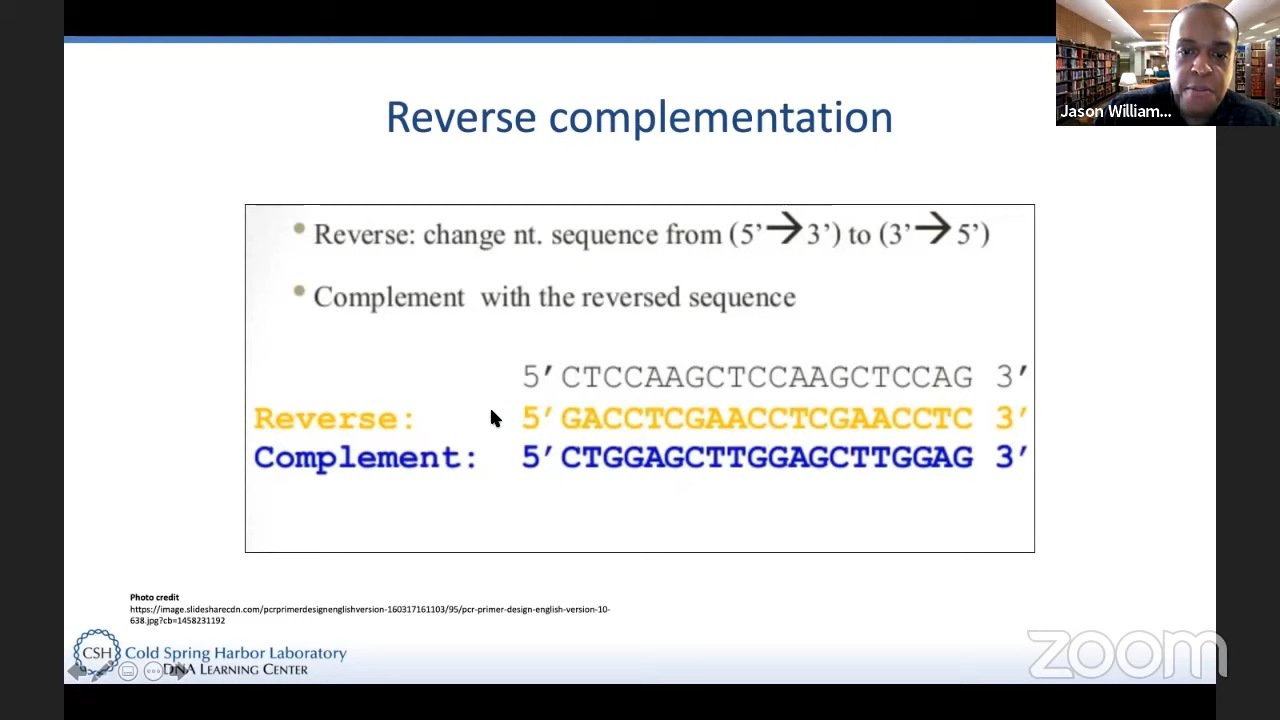 Jason William...
Reverse complementation
• Reverse: change nt. sequence from (5’→3’) to (3’→5’)
• Complement with the reversed sequence
5’CTCCAAGCTCCAAGCTCCAG 3’
Reverse: 5’GACCTCGAACCTCGAACCTC 3’
Complement: 5’CTGGAGCTTGGAGCTTGGAG 3’
Photo credit
https://image.slidesharecdn.com/pcrprimerdesignenglishversion-160317161103/95/pcr-primer-design-english-version-10-
638.jpg?cb=1458231192
CSH Cold Spring Harbor Laboratory
DNA LEARNING CENTER
zoom